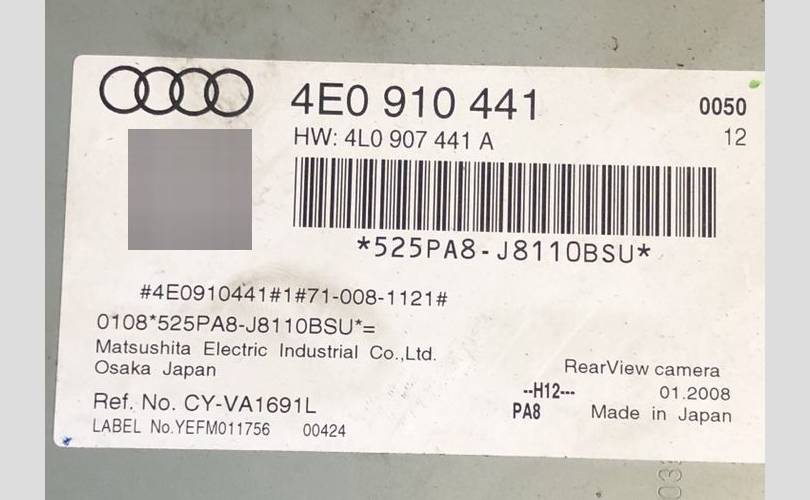 4E0 910 441
0050
HW: 4L0 907 441 A
12
*525PA8-J8110BSU*
#4E0910441#1#71-008-1121#
0108*525PA8-J8110BSU*=
Matsushita Electric Industrial Co.,Ltd.
Osaka Japan
RearView camera
--H12---
01.2008
Ref. No. CY-VA1691L
PA8
Made in Japan
LABEL No.YEFM011756
00424